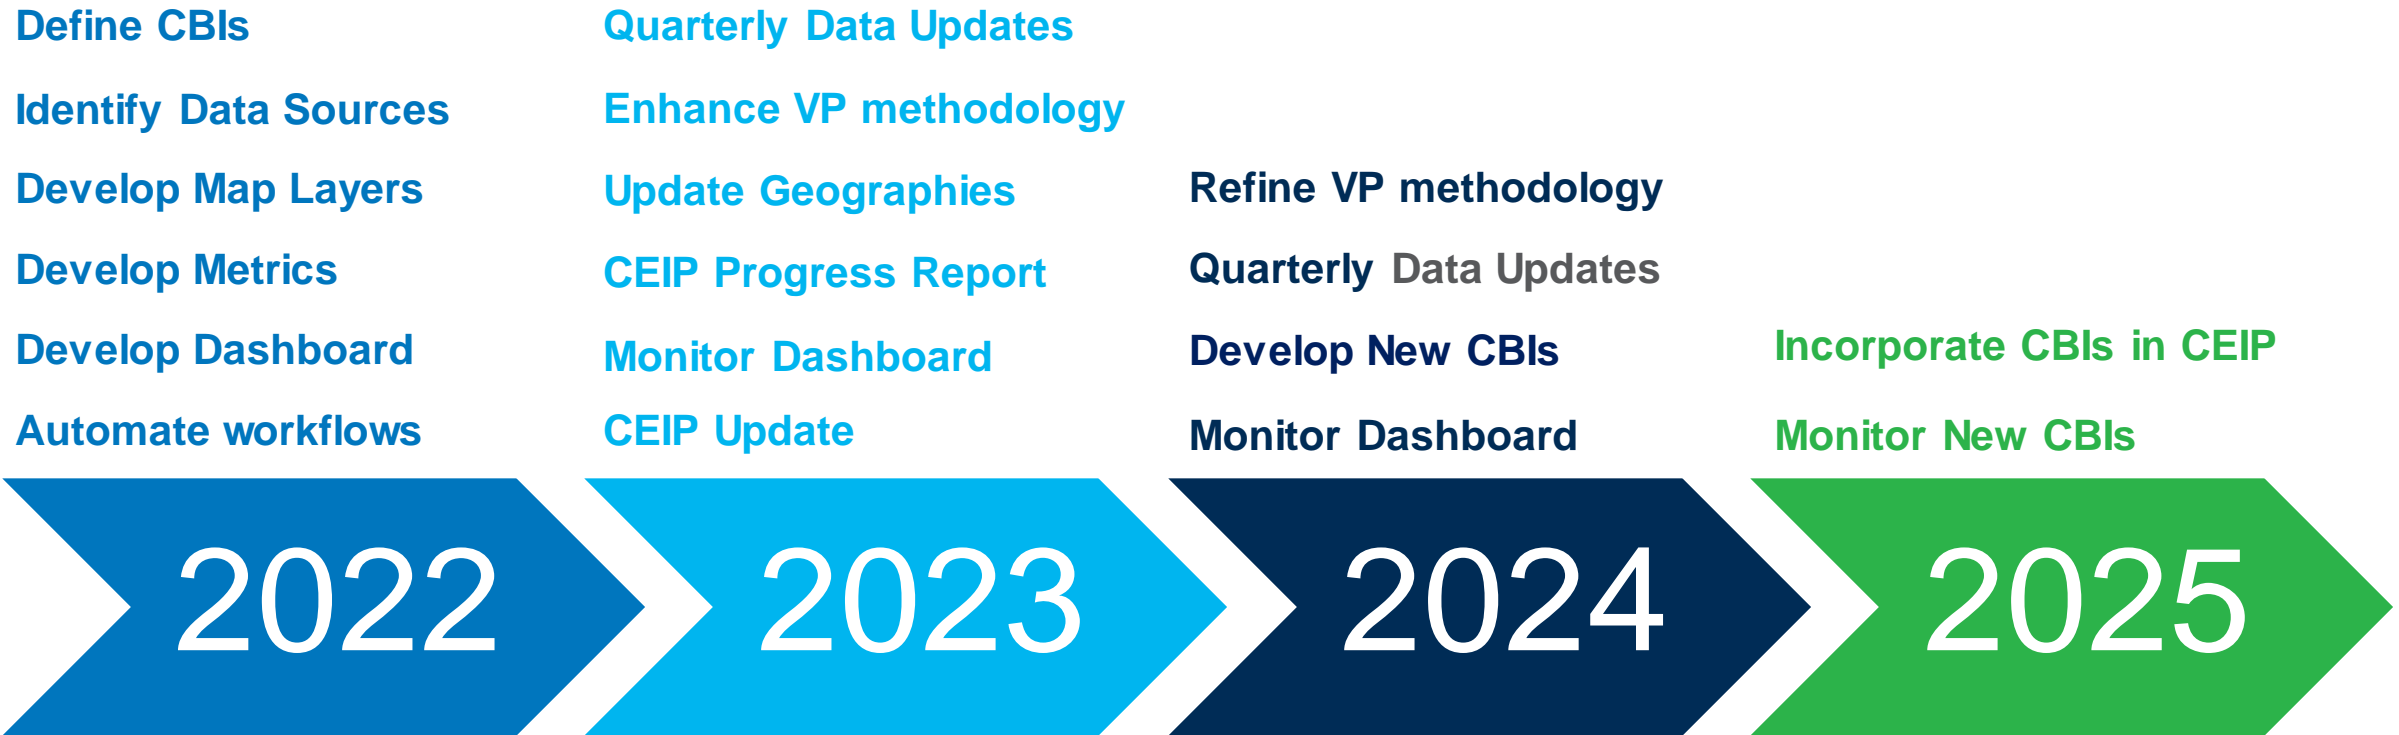 Define CBIs
Identify Data Sources
Develop Map Layers
Develop Metrics
Develop Dashboard
Automate workflows
2022
Quarterly Data Updates
Enhance VP methodology
Update Geographies
CEIP Progress Report
Monitor Dashboard
CEIP Update
2023
Refine VP methodology
Quarterly Data Updates
Develop New CBIs
Monitor Dashboard
2024
Incorporate CBIs in CEIP
Monitor New CBIs
2025